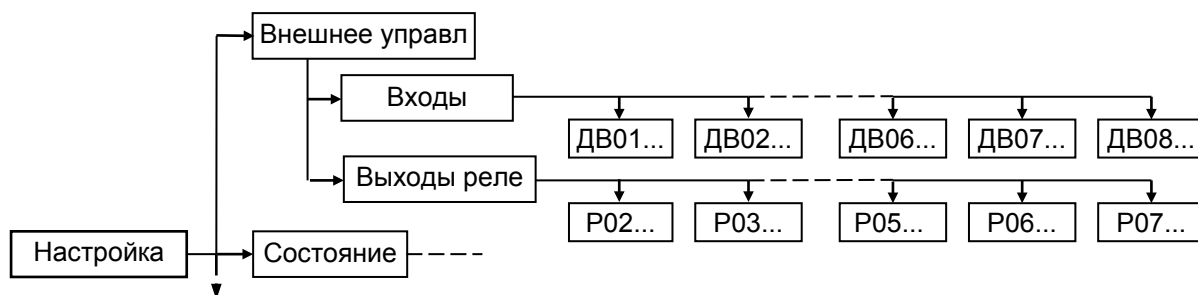 Внешнее управл
Входы
ДВ01... ДВ02... ДВ06... ДВ07... ДВ08...
Выходы реле
Р02... Р03... Р05... Р06... Р07...
Настройка
Состояние